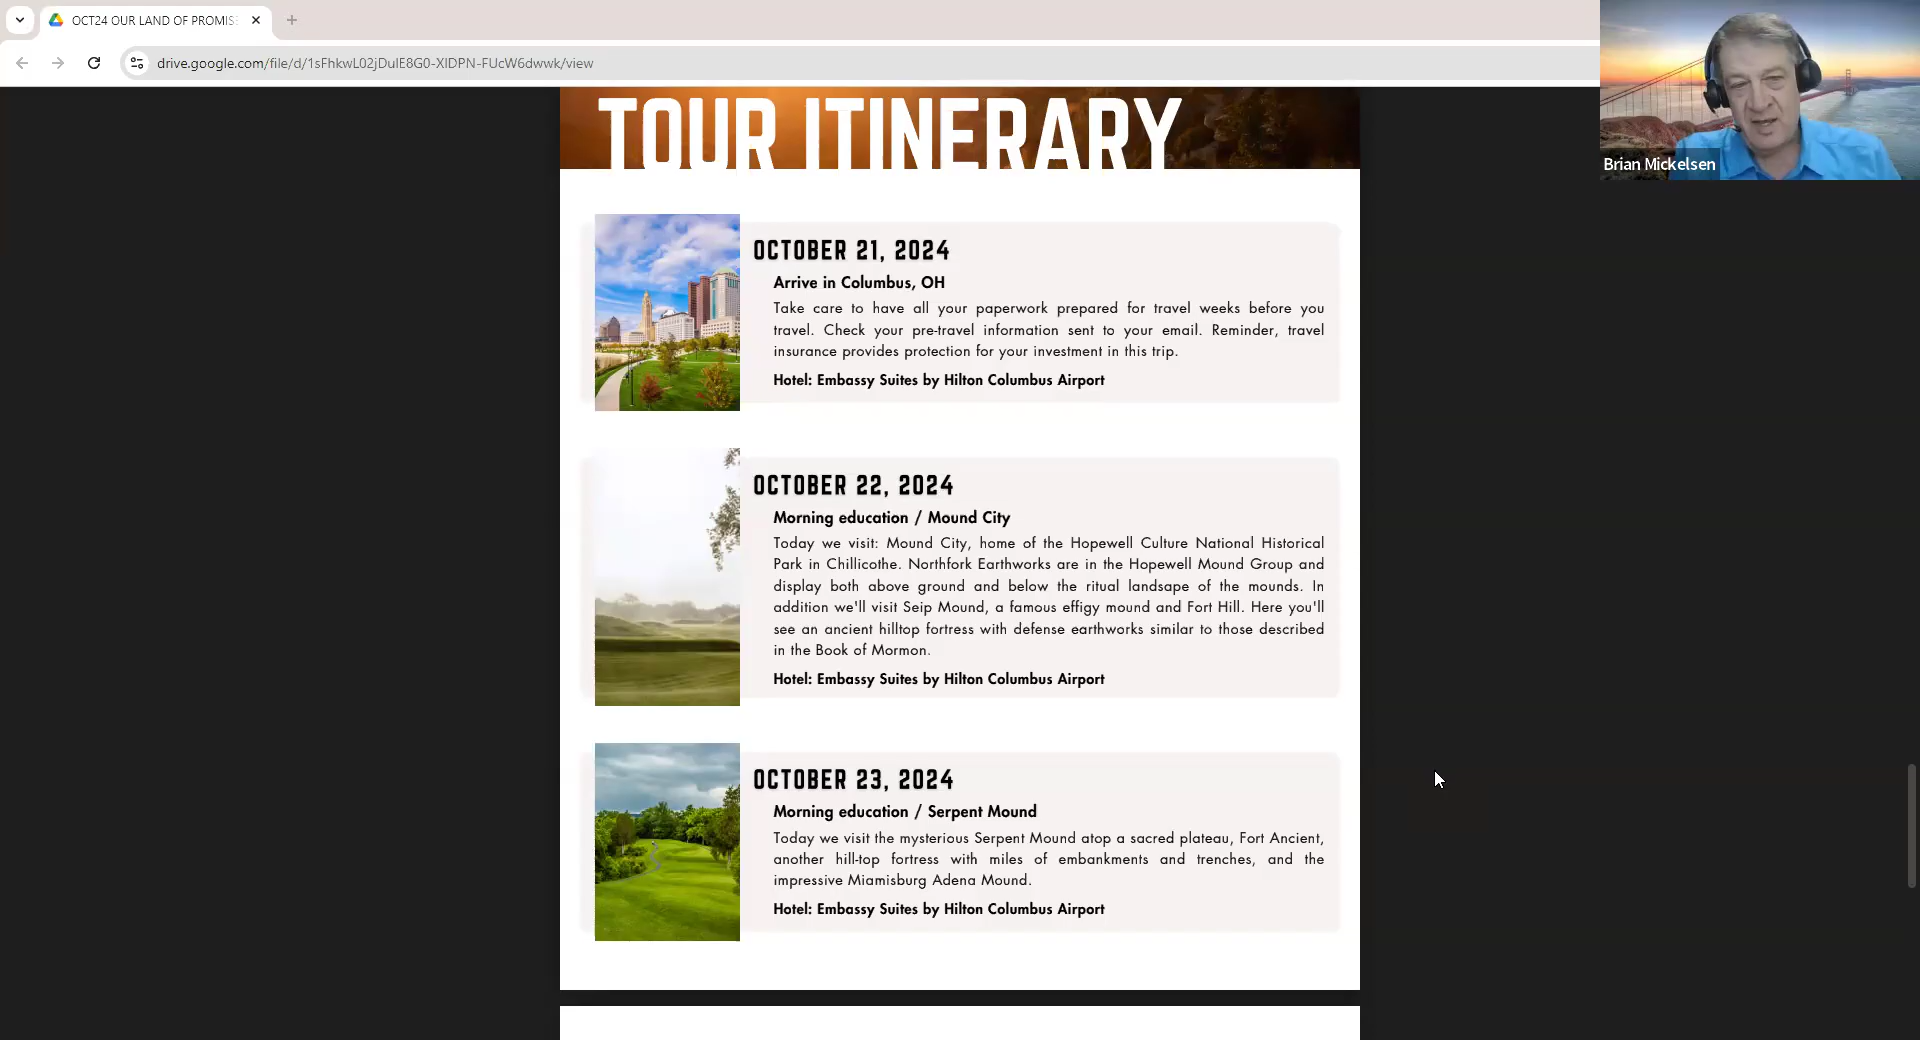 OCT24 OUR LAND OF PROMIS
drive.google.com/file/d/1sFhkwL02jDulE8G0-XIDPN-FUcW6dwwk/view
Brian Mickelsen
TOUR ITINERARY
OCTOBER 21, 2024
Arrive in Columbus, OH
Take care to have all your paperwork prepared for travel weeks before you
travel. Check your pre-travel information sent to your email. Reminder, travel
insurance provides protection for your investment in this trip.
Hotel: Embassy Suites by Hilton Columbus Airport
OCTOBER 22, 2024
Morning education / Mound City
Today we visit: Mound City, home of the Hopewell Culture National Historical
Park in Chillicothe. Northfork Earthworks are in the Hopewell Mound Group and
display both above ground and below the ritual landsape of the mounds. In
addition we'll visit Seip Mound, a famous effigy mound and Fort Hill. Here you'll
see an ancient hilltop fortress with defense earthworks similar to those described
in the Book of Mormon.
Hotel: Embassy Suites by Hilton Columbus Airport
OCTOBER 23, 2024
Morning education / Serpent Mound
Today we visit the mysterious Serpent Mound atop a sacred plateau, Fort Ancient,
another hill-top fortress with miles of embankments and trenches, and the
impressive Miamisburg Adena Mound.
Hotel: Embassy Suites by Hilton Columbus Airport